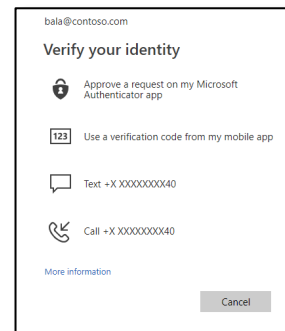 bala@contoso.com
Verify your identity
Approve a request on my Microsoft
Authenticator app
123
Use a verification code from my mobile app
Text +X XXXXXXXX40
Call +X XXXXXXXX40
More information
Cancel